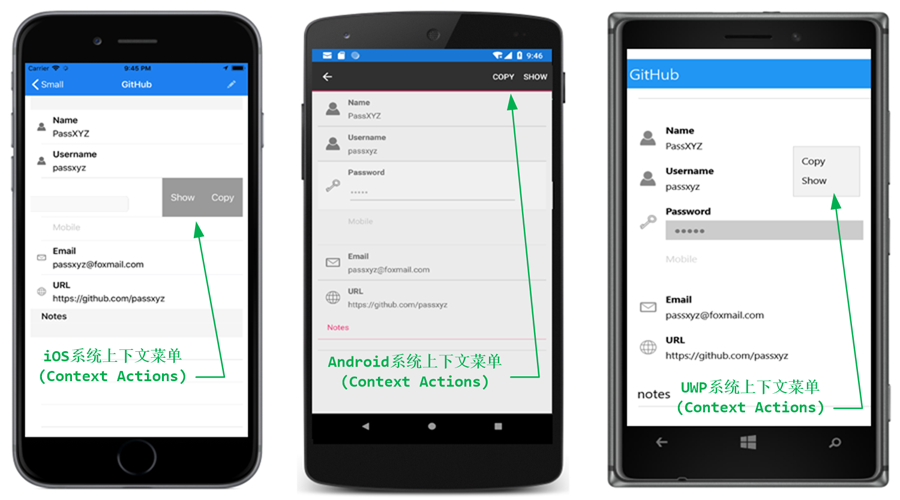 Carrier
9:45 PM
Small
GitHub
Name
PassXYZ
Username
passxyz
Show
Copy
Mobile
Email
passxyz@foxmail.com
URL
https://github.com/passxyz
Notes
iOS系统上下文菜单
(Context Actions)
9:46
COPY
SHOW
Name
PassXYZ
Username
passxyz
Password
•••••
Mobile
Email
passxyz@foxmail.com
URL
https://github.com/passxyz
Notes
Android系统上下文菜单
(Context Actions)
GitHub
Name
PassXYZ
Username
passxyz
Copy
Show
Password
•••••
Mobile
Email
passxyz@foxmail.com
URL
https://github.com/passxyz
notes
UWP系统上下文菜单
(Context Actions)